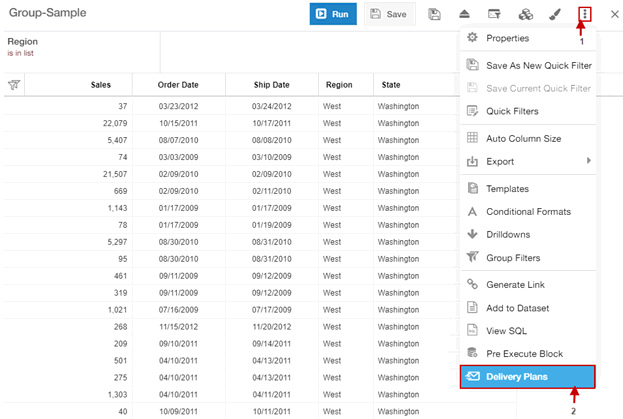 Group-Sample Run Save
Region
is in list
Properties
1
Save As New Quick Filter
Save Current Quick Filter
Quick Filters
Auto Column Size
Export
Templates
Conditional Formats
Drilldowns
Group Filters
Generate Link
Add to Dataset
View SQL
Pre Execute Block
Delivery Plans
2
Sales Order Date Ship Date Region State
37 03/23/2012 03/24/2012 West Washington
22,079 10/15/2011 10/17/2011 West Washington
5,407 08/07/2010 08/08/2010 West Washington
74 03/03/2009 03/10/2009 West Washington
21,507 02/09/2010 02/09/2010 West Washington
669 02/09/2010 02/11/2010 West Washington
1,143 01/17/2009 01/17/2009 West Washington
78 01/17/2009 01/19/2009 West Washington
5,297 08/30/2010 08/31/2010 West Washington
95 08/30/2010 08/31/2010 West Washington
461 09/11/2009 09/12/2009 West Washington
319 09/11/2009 09/12/2009 West Washington
1,021 07/16/2009 07/17/2009 West Washington
268 11/15/2012 11/20/2012 West Washington
209 09/10/2011 09/14/2011 West Washington
501 04/10/2011 04/13/2011 West Washington
275 04/10/2011 04/13/2011 West Washington
1,303 04/10/2011 04/11/2011 West Washington
40 10/09/2011 10/11/2011 West Washington